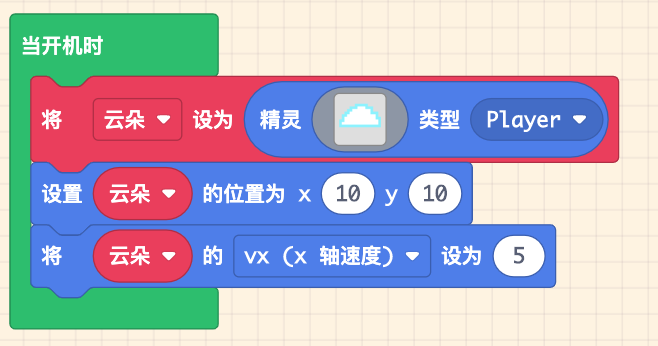 当开机时
将 云朵 设为 精灵 类型 Player
设置 云朵 的位置为 x 10 y 10
将 云朵 的 vx (x 轴速度) 设为 5